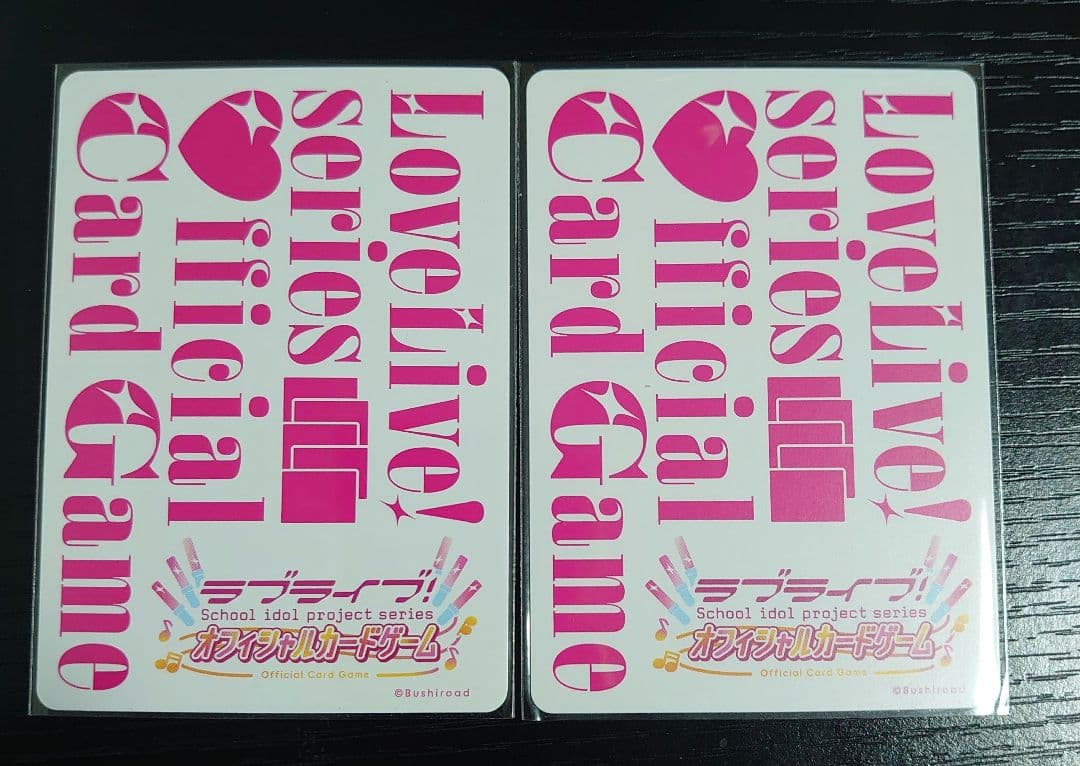 LoveLive!
series
fficial
Card Game
ラブライブ!
School idol project series
オフィシャルカードゲーム
Official Card Game
©Bushiroad
LoveLive!
series
fficial
Card Game
ラブライブ!
School idol project series
オフィシャルカードゲーム
Official Card Game
©Bushiroad